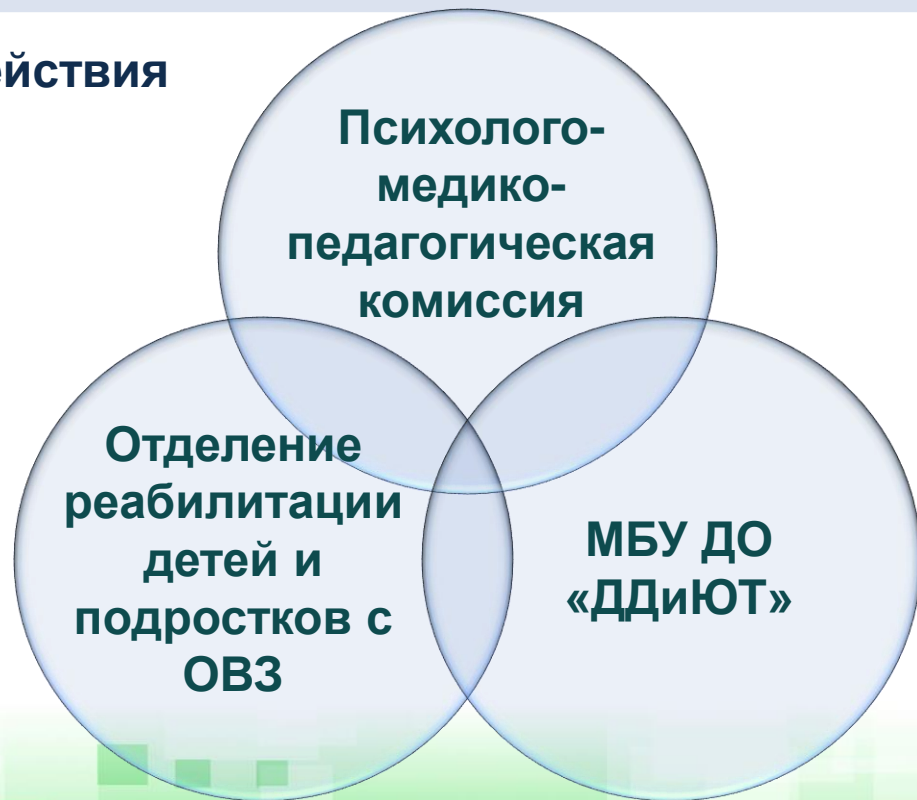 ействия
Психолого-
медико-
педагогическая
комиссия
Отделение
реабилитации
детей и
подростков с
ОВЗ
МБУ ДО
«ДДиЮТ»